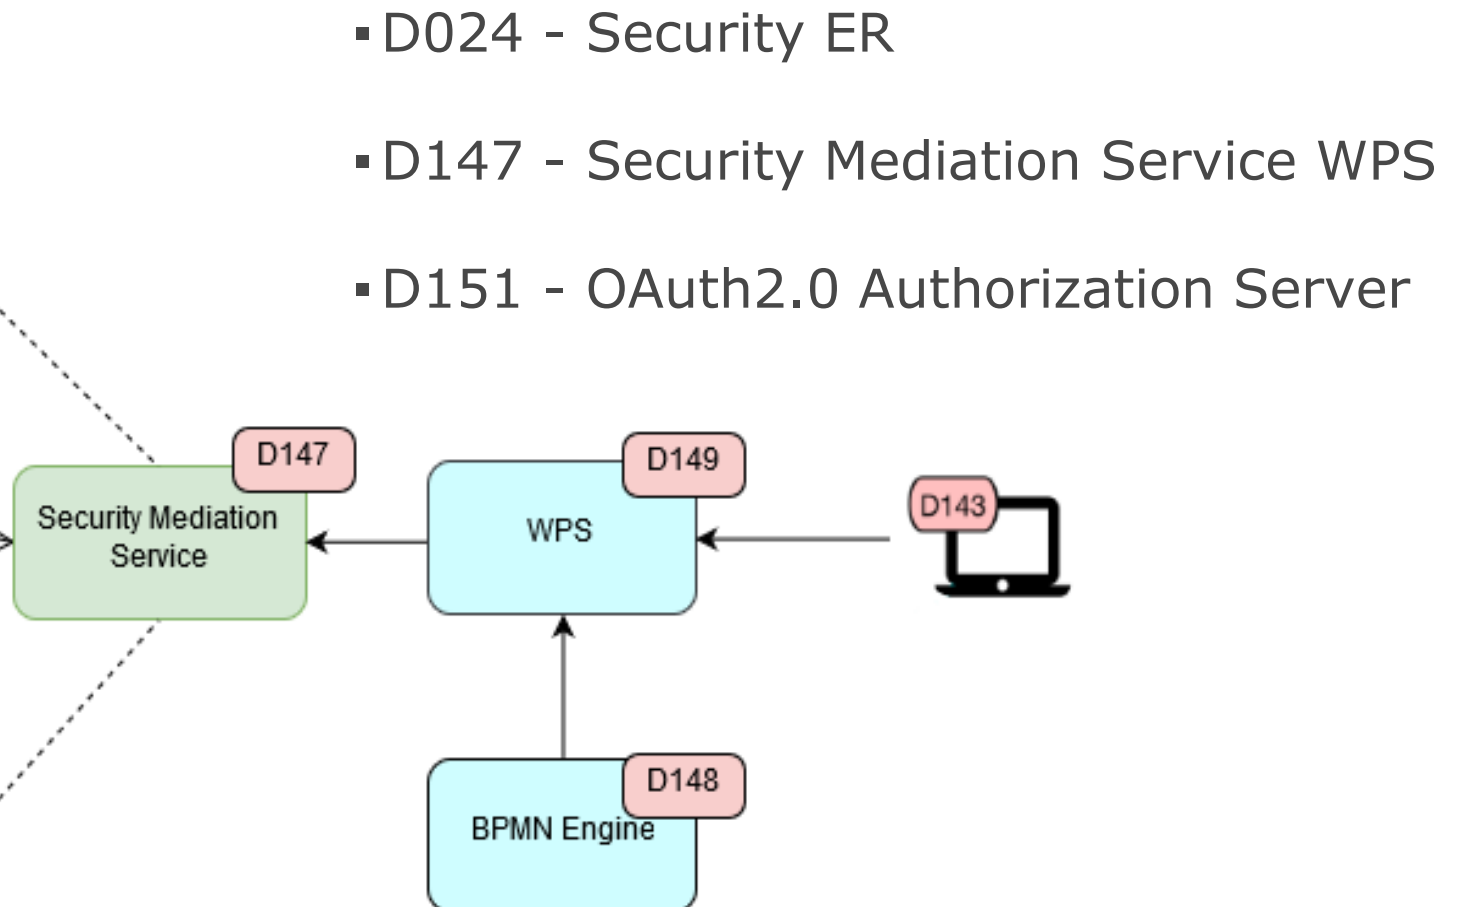 ▪D024 - Security ER
▪D147 - Security Mediation Service WPS
▪D151 - OAuth2.0 Authorization Server
D147
Security Mediation
Service
D149
WPS
D143
D148
BPMN Engine